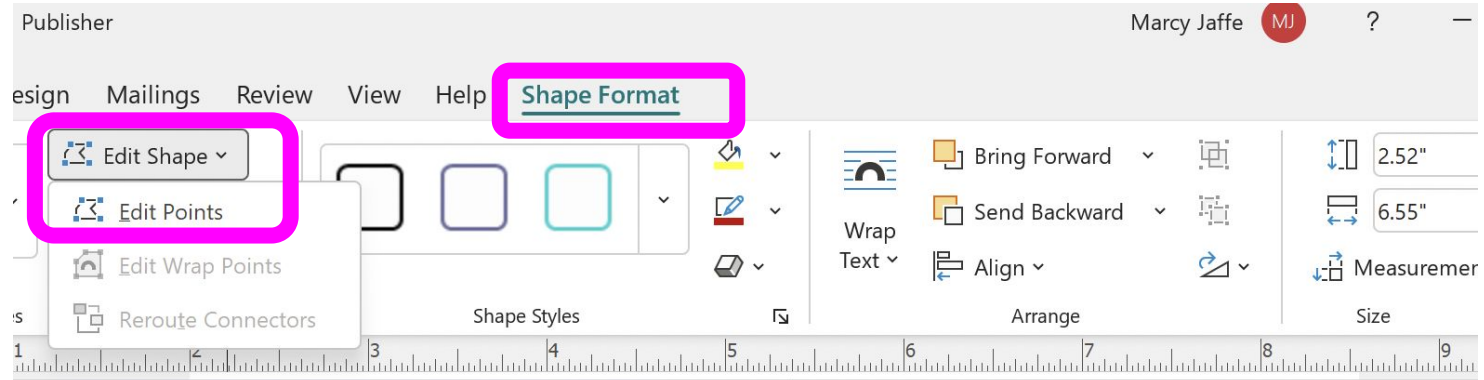 Publisher
Marcy Jaffe MJ ?
esign Mailings Review View Help Shape Format
Edit Shape
Edit Points
Edit Wrap Points
Reroute Connectors
Shape Styles
Wrap
Text
Bring Forward
Send Backward
Align
Arrange
2.52"
6.55"
Measuremen
Size
1 2 3 4 5 6 7 8 9